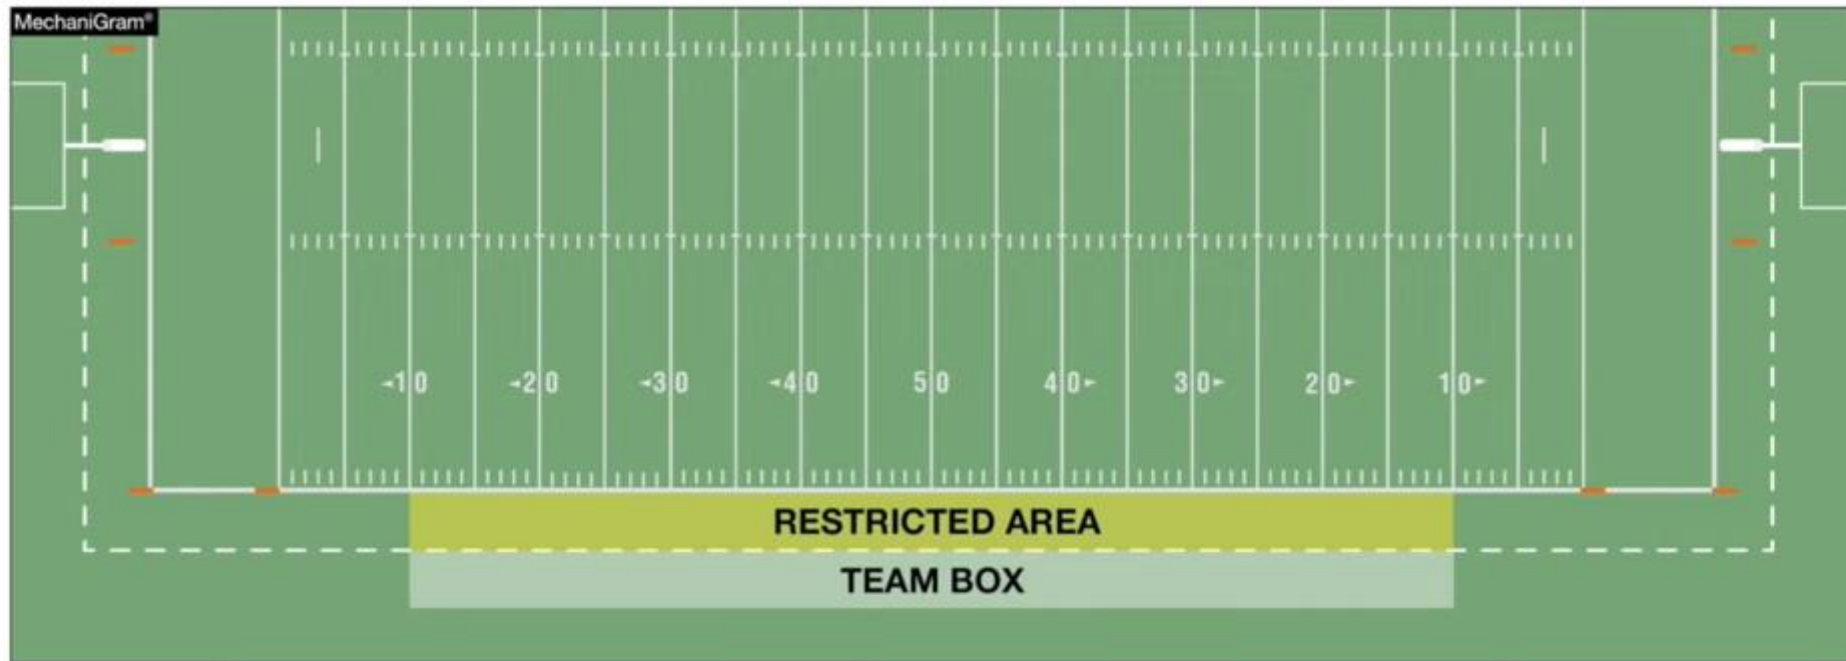 MechaniGram®
◄10 ◄20 ◄30 ◄40 50 40► 30► 20► 10►
RESTRICTED AREA
TEAM BOX